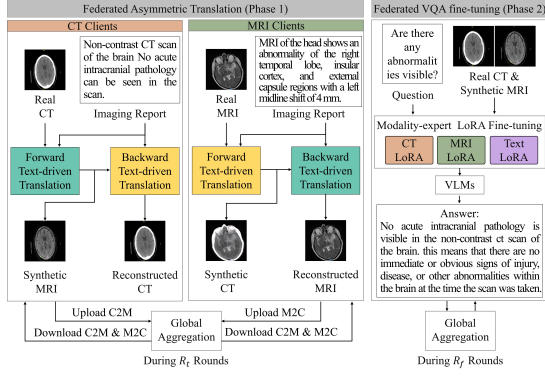 Federated Asymmetric Translation (Phase 1)
CT Clients
Non-contrast CT scan
of the brain No acute
intracranial pathology
can be seen in the
scan.
Real
CT
Imaging Report
Forward
Text-driven
Translation
Backward
Text-driven
Translation
Synthetic
MRI
Reconstructed
CT
MRI Clients
MRI of the head shows an
abnormality of the right
temporal lobe, insular
cortex, and external
capsule regions with a left
midline shift of 4 mm.
Real
MRI
Imaging Report
Forward
Text-driven
Translation
Backward
Text-driven
Translation
Synthetic
CT
Reconstructed
MRI
Upload C2M
Download C2M & M2C
Global
Aggregation
Upload M2C
Download C2M & M2C
During Rt Rounds
Federated VQA fine-tuning (Phase 2)
Are there
any
abnormalit
ies visible?
Question
Real CT &
Synthetic MRI
Modality-expert LoRA Fine-tuning
CT
LoRA
MRI
LoRA
Text
LoRA
VLMs
Answer:
No acute intracranial pathology is
visible in the non-contrast ct scan of
the brain. this means that there are no
immediate or obvious signs of injury,
disease, or other abnormalities within
the brain at the time the scan was taken.
Global
Aggregation
During Rf Rounds